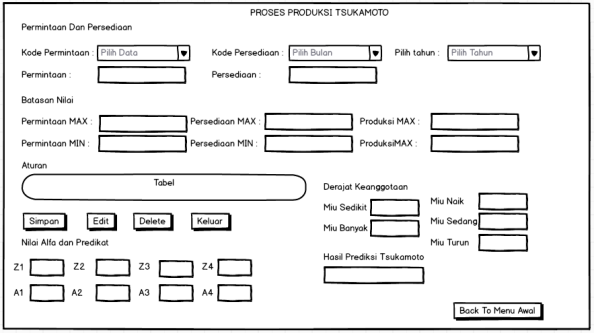 PROSES PRODUKSI TSUKAMOTO
Permintaan Dan Persediaan
Kode Permintaan : Pilih Data Kode Persediaan : Pilih Bulan Pilih tahun : Pilih Tahun
Permintaan : Persediaan :
Batasan Nilai
Permintaan MAX : Persediaan MAX : Produksi MAX :
Permintaan MIN : Persediaan MIN : ProduksiMAX :
Aturan
Tabel
Derajat Keanggotaan
Miu Sedikit Miu Naik
Miu Banyak Miu Sedang
Miu Turun
Simpan Edit Delete Keluar
Nilai Alfa dan Predikat
Hasil Prediksi Tsukamoto
Z1 Z2 Z3 Z4
A1 A2 A3 A4
Back To Menu Awal